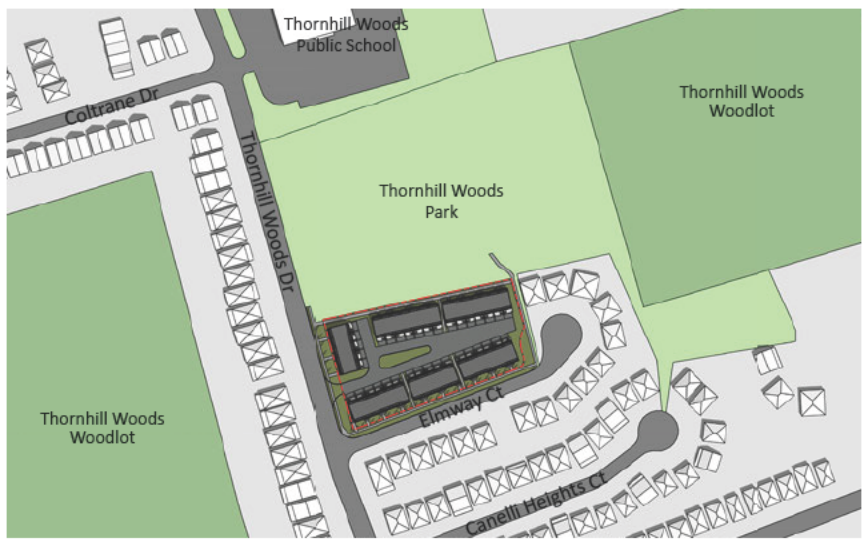 Thornhill Woods
Public School
Thornhill Woods
Woodlot
Coltrane Dr
Thornhill Woods Dr
Thornhill Woods
Park
Thornhill Woods
Woodlot
Elmway Ct
Canelli Heights Ct